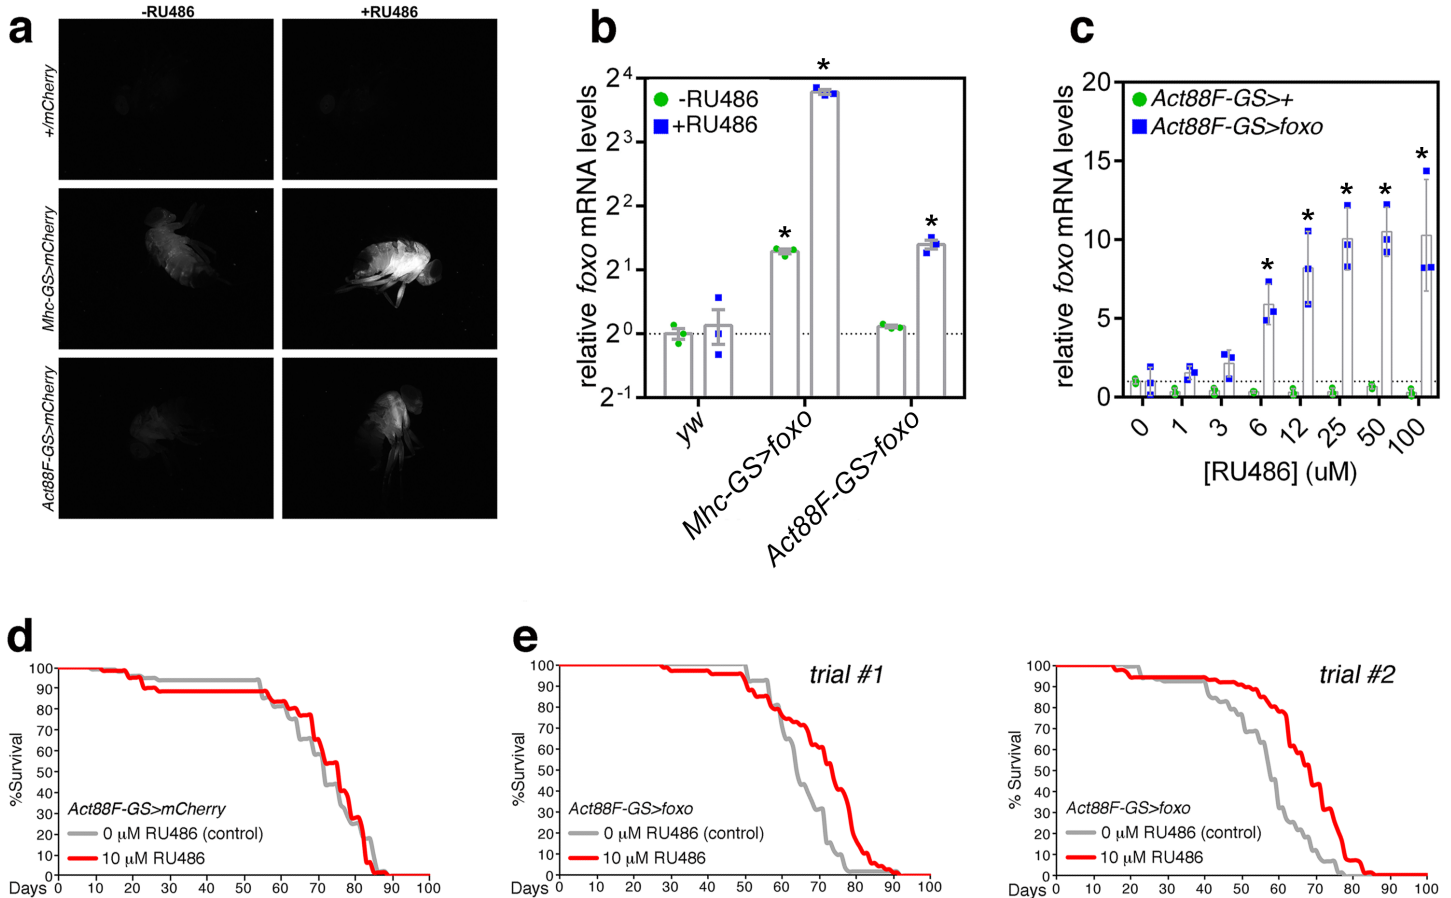 a
-RU486
+RU486
+/mCherry
Mhc-GS>mCherry
Act88F-GS>mCherry
b
relative foxo mRNA levels
2^4
2^3
2^2
2^1
2^0
2^-1
-RU486
+RU486
*
*
*
yw
Mhc-GS>foxo
Act88F-GS>foxo
c
relative foxo mRNA levels
20
15
10
5
0
Act88F-GS>+
Act88F-GS>foxo
* * * * *
0 1 3 6 12 25 50 100
[RU486] (uM)
d
%Survival
100
90
80
70
60
50
40
30
20
10
0
Act88F-GS>mCherry
0 μM RU486 (control)
10 μM RU486
Days 0 10 20 30 40 50 60 70 80 90 100
e
trial #1
%Survival
100
90
80
70
60
50
40
30
20
10
0
Act88F-GS>foxo
0 μM RU486 (control)
10 μM RU486
Days 0 10 20 30 40 50 60 70 80 90 100
trial #2
% Survival
100
90
80
70
60
50
40
30
20
10
0
Act88F-GS>foxo
0 μM RU486 (control)
10 μM RU486
Days 0 10 20 30 40 50 60 70 80 90 100